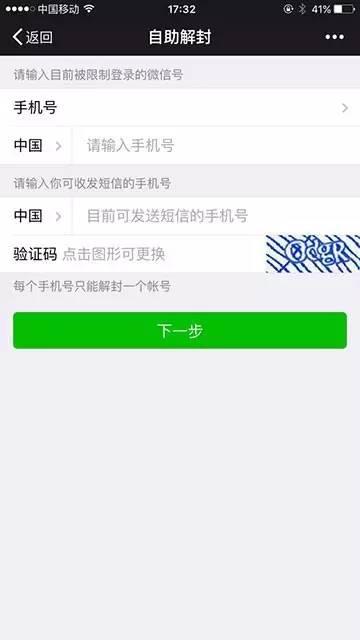 中国移动 17:32 41%
返回 自助解封
请输入目前被限制登录的微信号
手机号
中国 请输入手机号
请输入你可收发短信的手机号
中国 目前可发送短信的手机号
验证码 点击图形可更换
每个手机号只能解封一个帐号
下一步